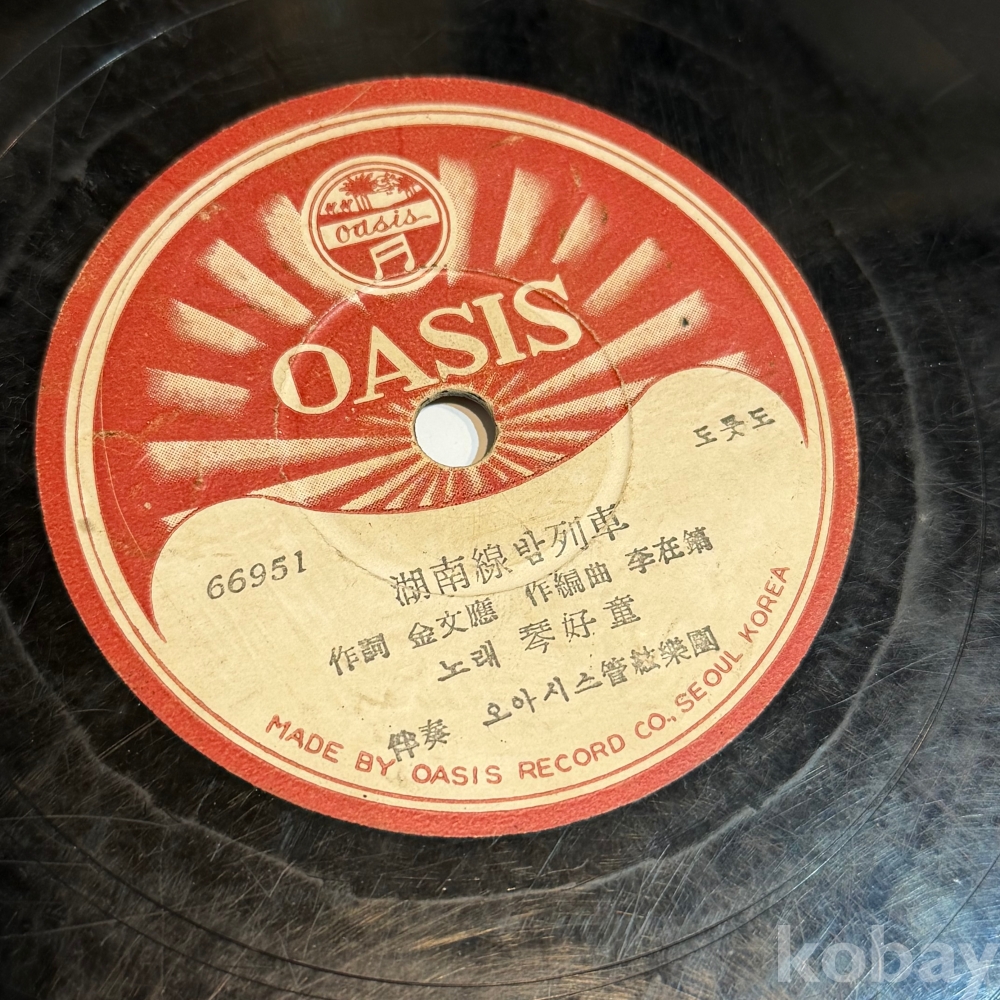 oasis
OASIS
도롯도
66951
湖南線밤列車
作詞 金文應 作編曲 李在鎬
노래 琴好童
伴奏 오아시스管絃樂團
MADE BY OASIS RECORD CO., SEOUL KOREA
kobay